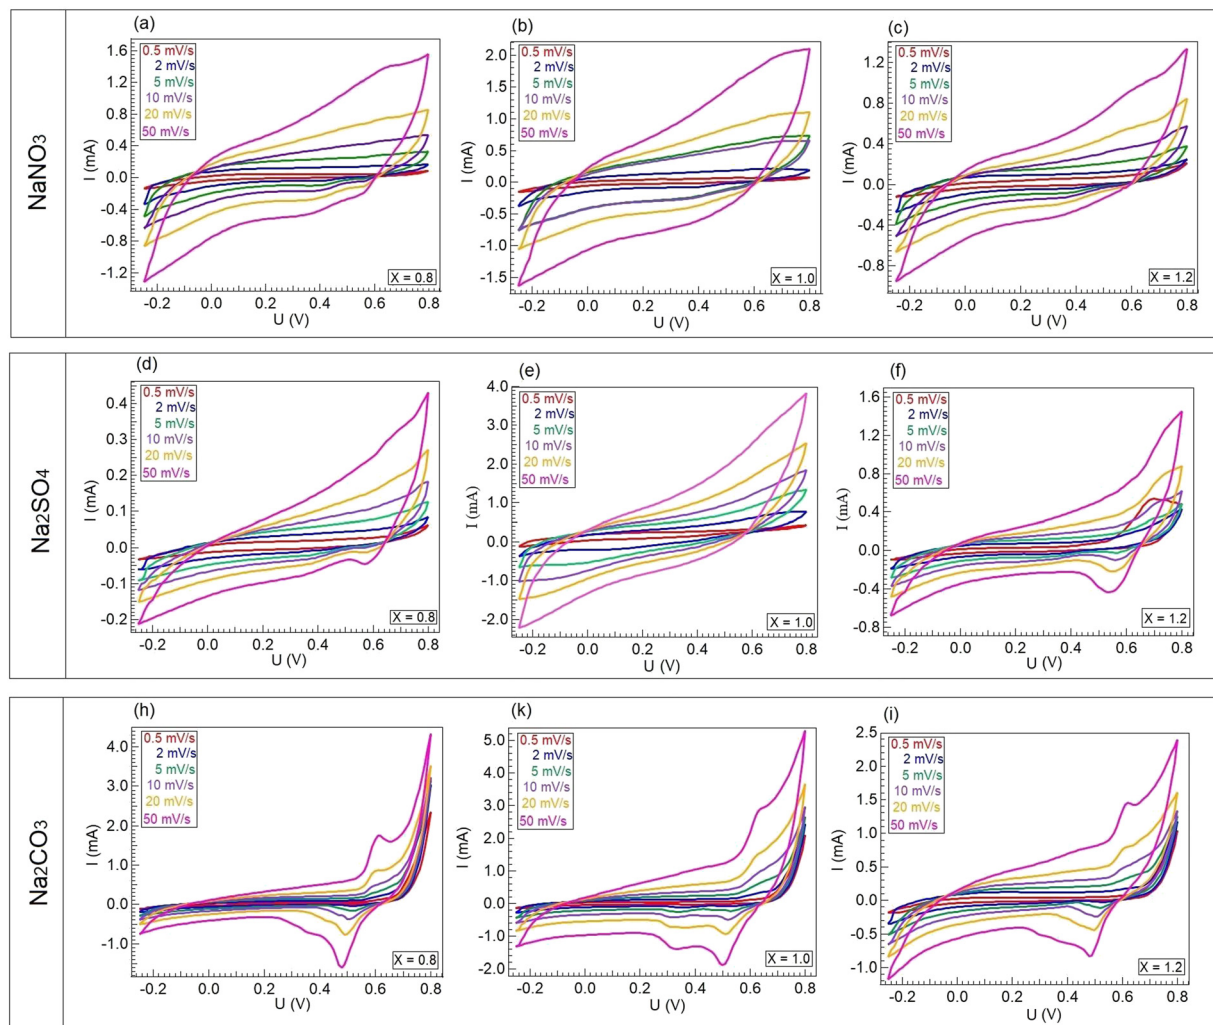 NaNO3
(a)
1.6
1.2
0.8
0.4
0.0
-0.4
-0.8
-1.2
I (mA)
0.5 mV/s
2 mV/s
5 mV/s
10 mV/s
20 mV/s
50 mV/s
X = 0.8
-0.2 0.0 0.2 0.4 0.6 0.8
U (V)
(b)
2.0
1.5
1.0
0.5
0.0
-0.5
-1.0
-1.5
I (mA)
0.5 mV/s
2 mV/s
5 mV/s
10 mV/s
20 mV/s
50 mV/s
X = 1.0
-0.2 0.0 0.2 0.4 0.6 0.8
U (V)
(c)
1.2
0.8
0.4
0.0
-0.4
-0.8
I (mA)
0.5 mV/s
2 mV/s
5 mV/s
10 mV/s
20 mV/s
50 mV/s
X = 1.2
-0.2 0.0 0.2 0.4 0.6 0.8
U (V)
Na2SO4
(d)
0.4
0.3
0.2
0.1
0.0
-0.1
-0.2
I (mA)
0.5 mV/s
2 mV/s
5 mV/s
10 mV/s
20 mV/s
50 mV/s
X = 0.8
-0.2 0.0 0.2 0.4 0.6 0.8
U (V)
(e)
4.0
3.0
2.0
1.0
0.0
-1.0
-2.0
I (mA)
0.5 mV/s
2 mV/s
5 mV/s
10 mV/s
20 mV/s
50 mV/s
X = 1.0
-0.2 0.0 0.2 0.4 0.6 0.8
U (V)
(f)
1.6
1.2
0.8
0.4
0.0
-0.4
-0.8
I (mA)
0.5 mV/s
2 mV/s
5 mV/s
10 mV/s
20 mV/s
50 mV/s
X = 1.2
-0.2 0.0 0.2 0.4 0.6 0.8
U (V)
Na2CO3
(h)
4.0
3.0
2.0
1.0
0.0
-1.0
I (mA)
0.5 mV/s
2 mV/s
5 mV/s
10 mV/s
20 mV/s
50 mV/s
X = 0.8
-0.2 0.0 0.2 0.4 0.6 0.8
U (V)
(k)
5.0
4.0
3.0
2.0
1.0
0.0
-1.0
-2.0
I (mA)
0.5 mV/s
2 mV/s
5 mV/s
10 mV/s
20 mV/s
50 mV/s
X = 1.0
-0.2 0.0 0.2 0.4 0.6 0.8
U (V)
(i)
2.5
2.0
1.5
1.0
0.5
0.0
-0.5
-1.0
I (mA)
0.5 mV/s
2 mV/s
5 mV/s
10 mV/s
20 mV/s
50 mV/s
X = 1.2
-0.2 0.0 0.2 0.4 0.6 0.8
U (V)